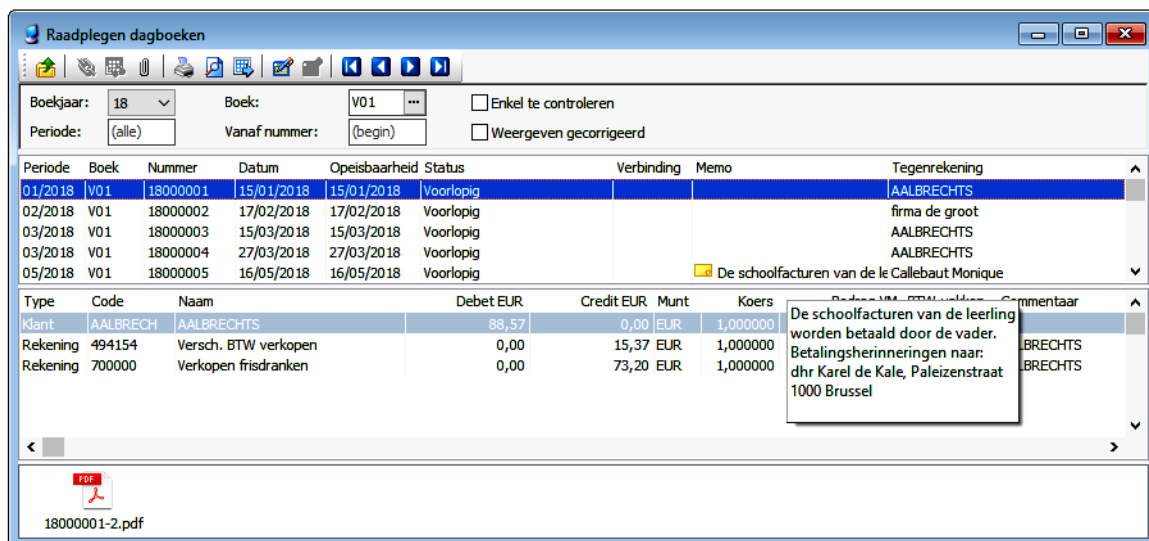 Raadplegen dagboeken
Boekjaar: 18 Boek: V01 ... Enkel te controleren
Periode: (alle) Vanaf nummer: (begin) Weergeven gecorrigeerd
Periode Boek Nummer Datum Opeisbaarheid Status Verbinding Memo Tegenrekening
01/2018 V01 18000001 15/01/2018 15/01/2018 Voorlopig AALBRECHTS
02/2018 V01 18000002 17/02/2018 17/02/2018 Voorlopig firma de groot
03/2018 V01 18000003 15/03/2018 15/03/2018 Voorlopig AALBRECHTS
03/2018 V01 18000004 27/03/2018 27/03/2018 Voorlopig AALBRECHTS
05/2018 V01 18000005 16/05/2018 16/05/2018 Voorlopig De schoolfacturen van de le Callebaut Monique
Type Code Naam Debet EUR Credit EUR Munt Koers
Klant AALBRECH AALBRECHTS 88,57 0,00 EUR 1,000000
Rekening 494154 Versch. BTW verkopen 0,00 15,37 EUR 1,000000 LBRECHTS
Rekening 700000 Verkopen frisdranken 0,00 73,20 EUR 1,000000 LBRECHTS
De schoolfacturen van de leerling
worden betaald door de vader.
Betalingsherinneringen naar:
dhr Karel de Kale, Paleizenstraat
1000 Brussel
PDF
18000001-2.pdf